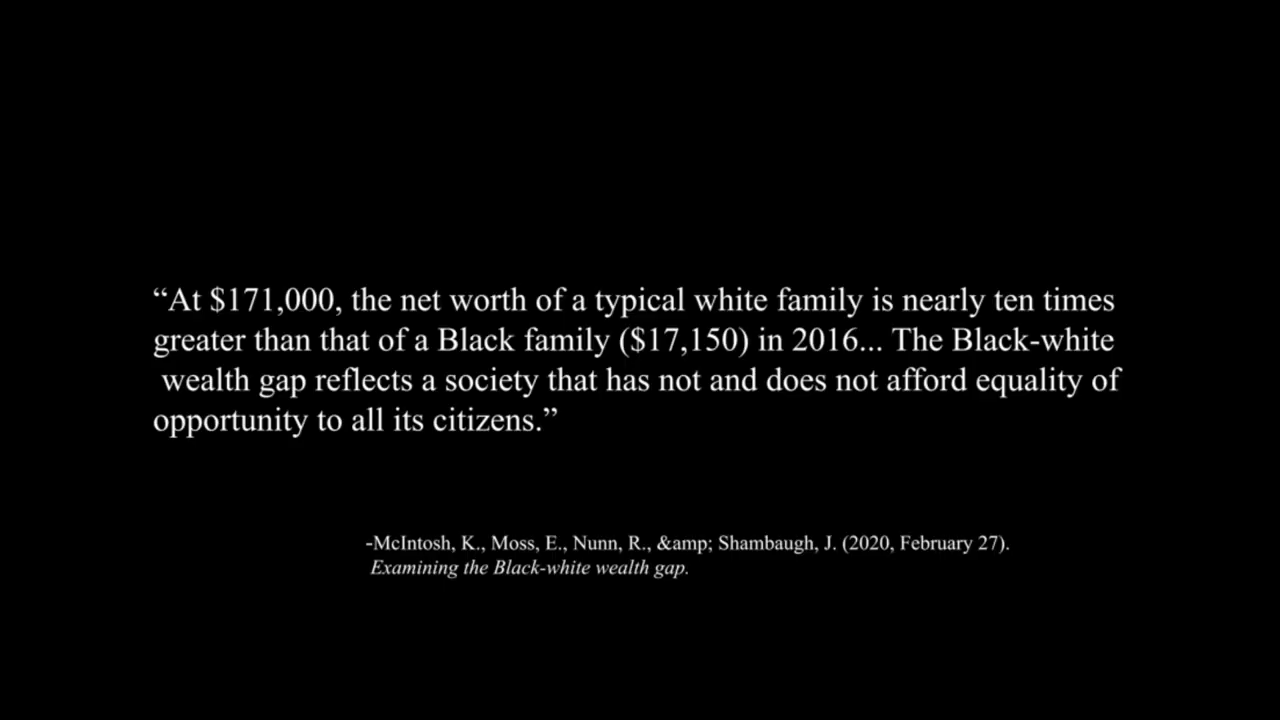 “At $171,000, the net worth of a typical white family is nearly ten times
greater than that of a Black family ($17,150) in 2016... The Black-white
wealth gap reflects a society that has not and does not afford equality of
opportunity to all its citizens.”
-McIntosh, K., Moss, E., Nunn, R., &amp; Shambaugh, J. (2020, February 27).
Examining the Black-white wealth gap.